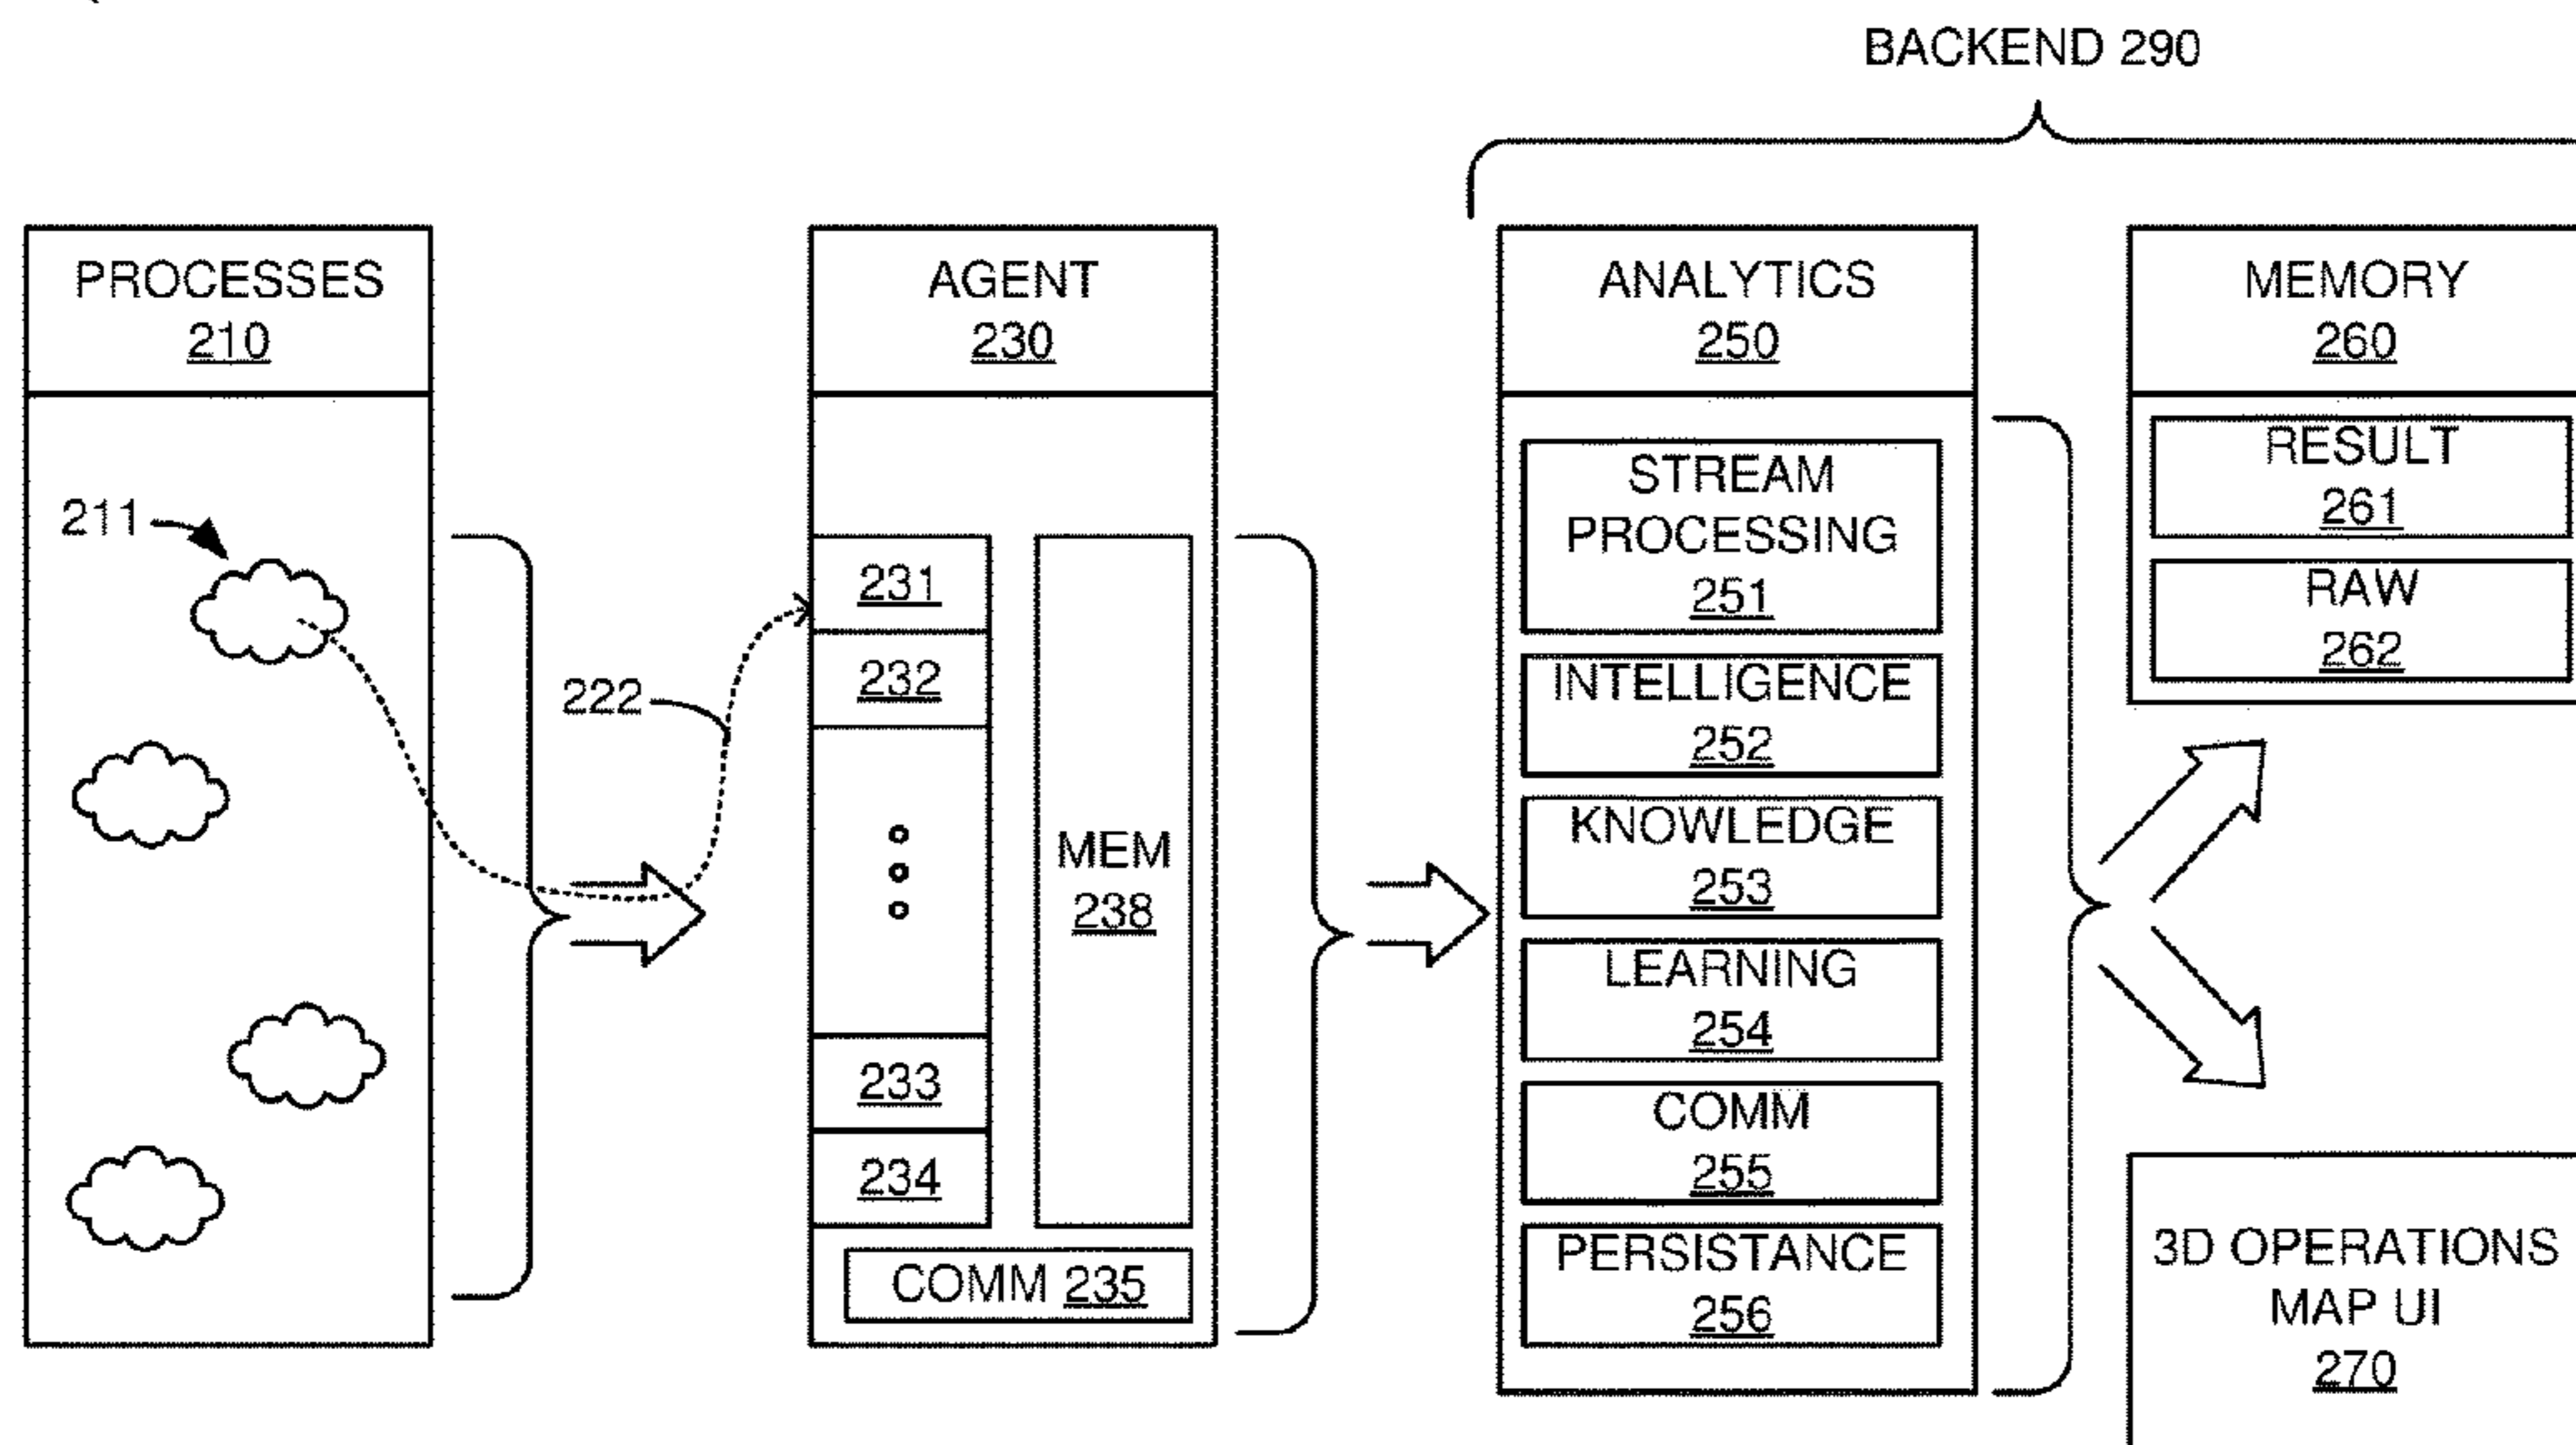 BACKEND 290
PROCESSES
210
211
222
AGENT
230
231
232
233
234
MEM
238
COMM 235
ANALYTICS
250
STREAM
PROCESSING
251
INTELLIGENCE
252
KNOWLEDGE
253
LEARNING
254
COMM
255
PERSISTANCE
256
MEMORY
260
RESULT
261
RAW
262
3D OPERATIONS
MAP UI
270